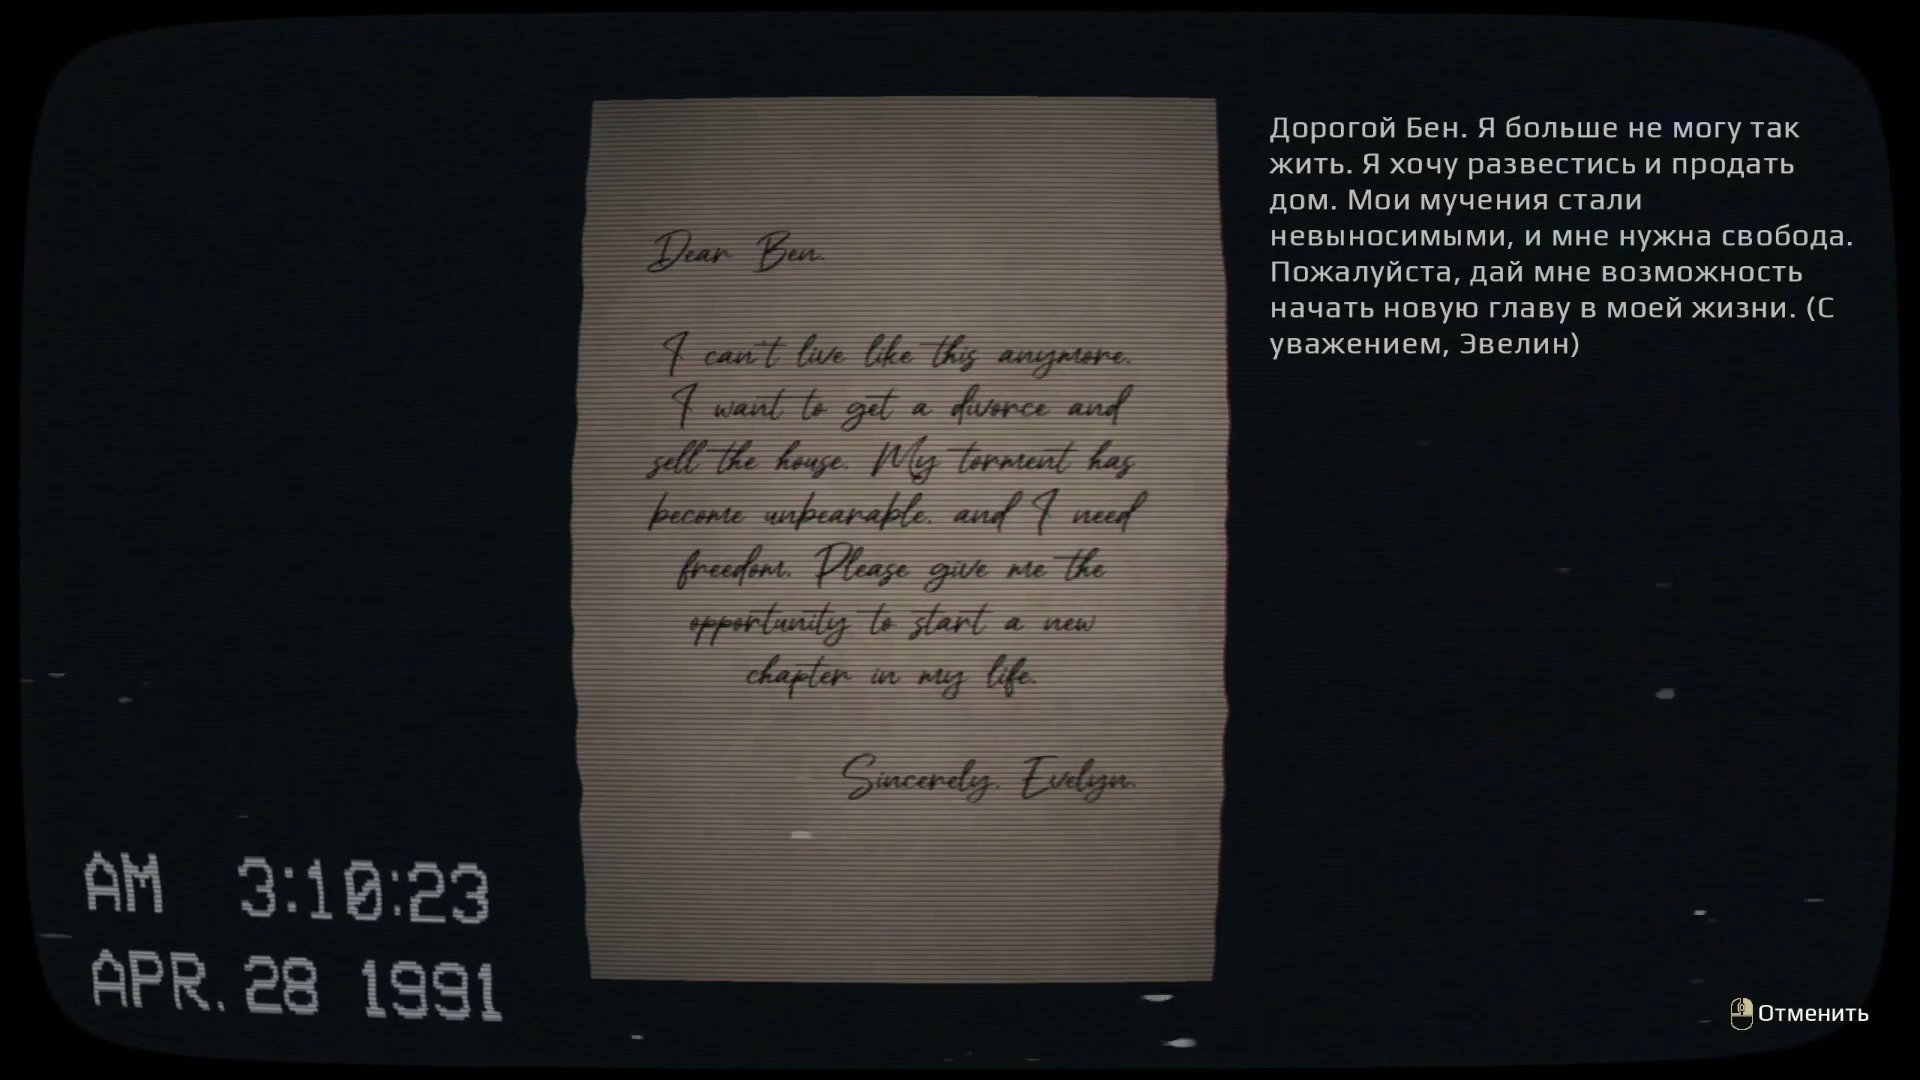 Dear Ben.
I can't live like this anymore.
I want to get a divorce and
sell the house. My torment has
become unbearable. and I need
freedom. Please give me the
opportunity to start a new
chapter in my life.
Sincerely. Evelyn.
Дорогой Бен. Я больше не могу так
жить. Я хочу развестись и продать
дом. Мои мучения стали
невыносимыми, и мне нужна свобода.
Пожалуйста, дай мне возможность
начать новую главу в моей жизни. (С
уважением, Эвелин)
AM 3:10:23
APR. 28 1991
Отменить